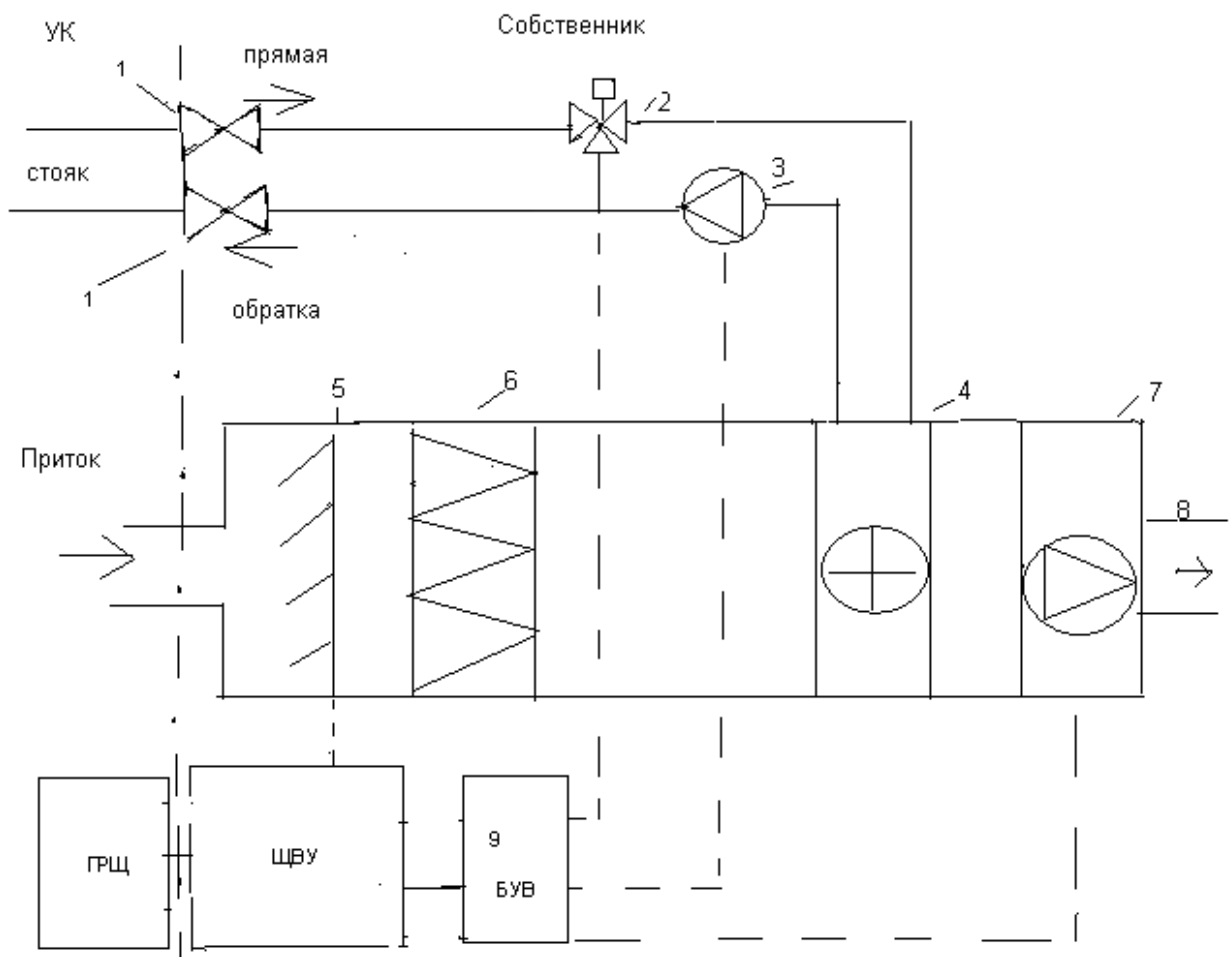 УК
Собственник
прямая
1
2
стояк
3
1
обратка
5
6
4
7
Приток
8
ГРЩ
ЩВУ
9
БУВ